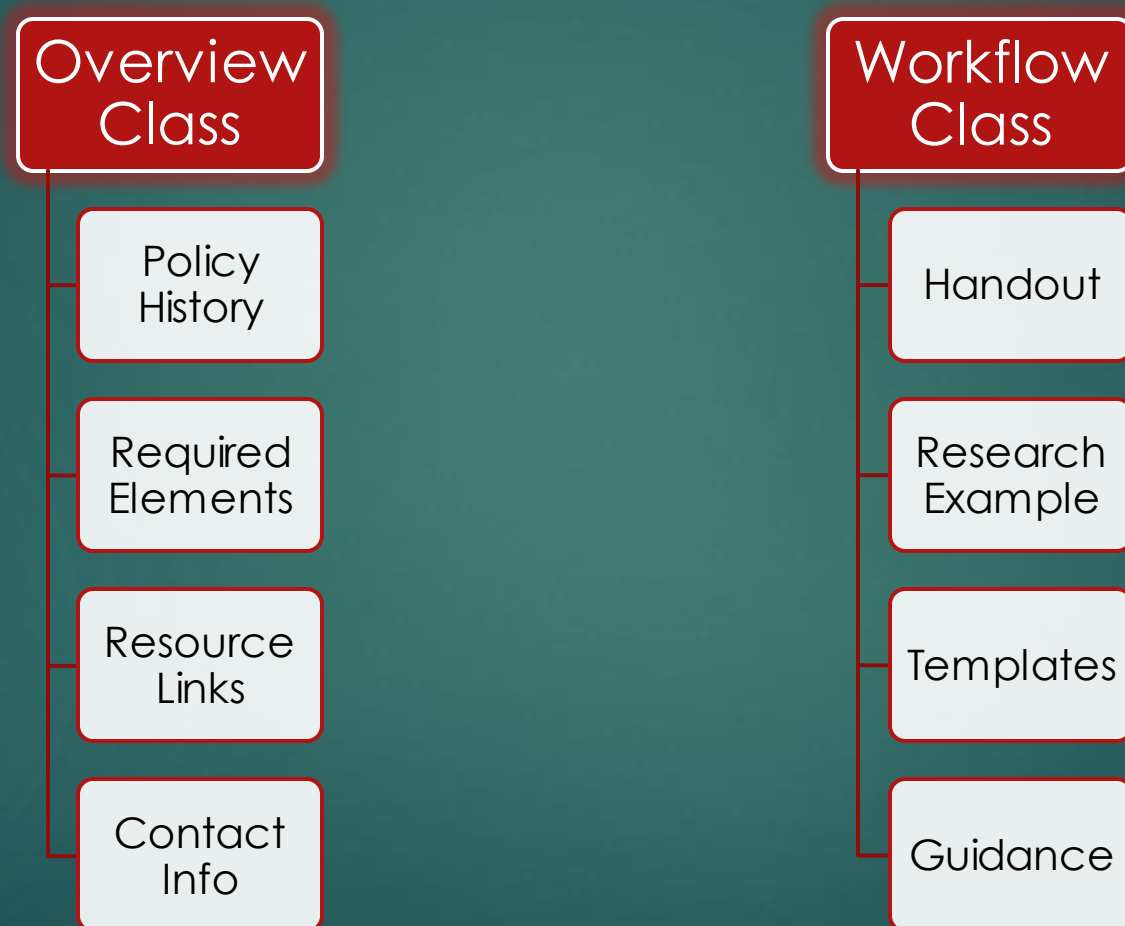 Overview
Class
Policy
History
Required
Elements
Resource
Links
Contact
Info
Workflow
Class
Handout
Research
Example
Templates
Guidance